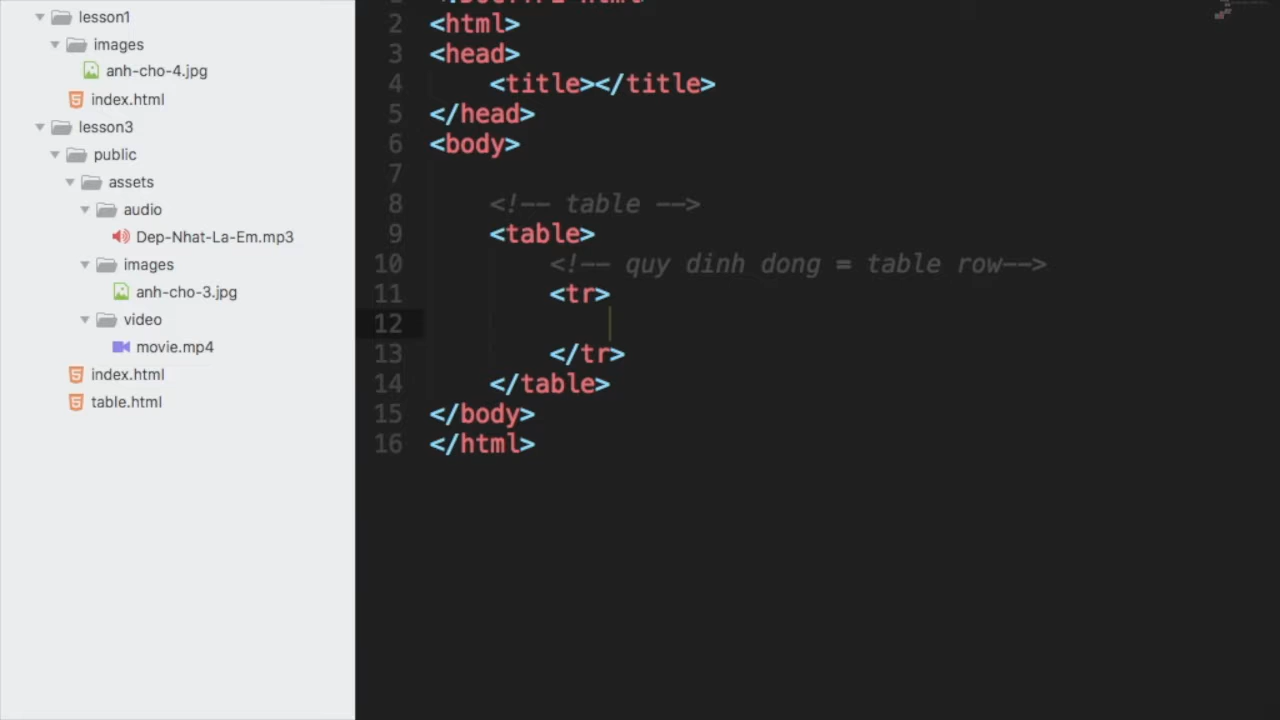 lesson1
images
anh-cho-4.jpg
index.html
lesson3
public
assets
audio
Dep-Nhat-La-Em.mp3
images
anh-cho-3.jpg
video
movie.mp4
index.html
table.html
2 <html>
3 <head>
4 <title></title>
5 </head>
6 <body>
7
8 <!-- table -->
9 <table>
10 <!-- quy dinh dong = table row-->
11 <tr>
12
13 </tr>
14 </table>
15 </body>
16 </html>